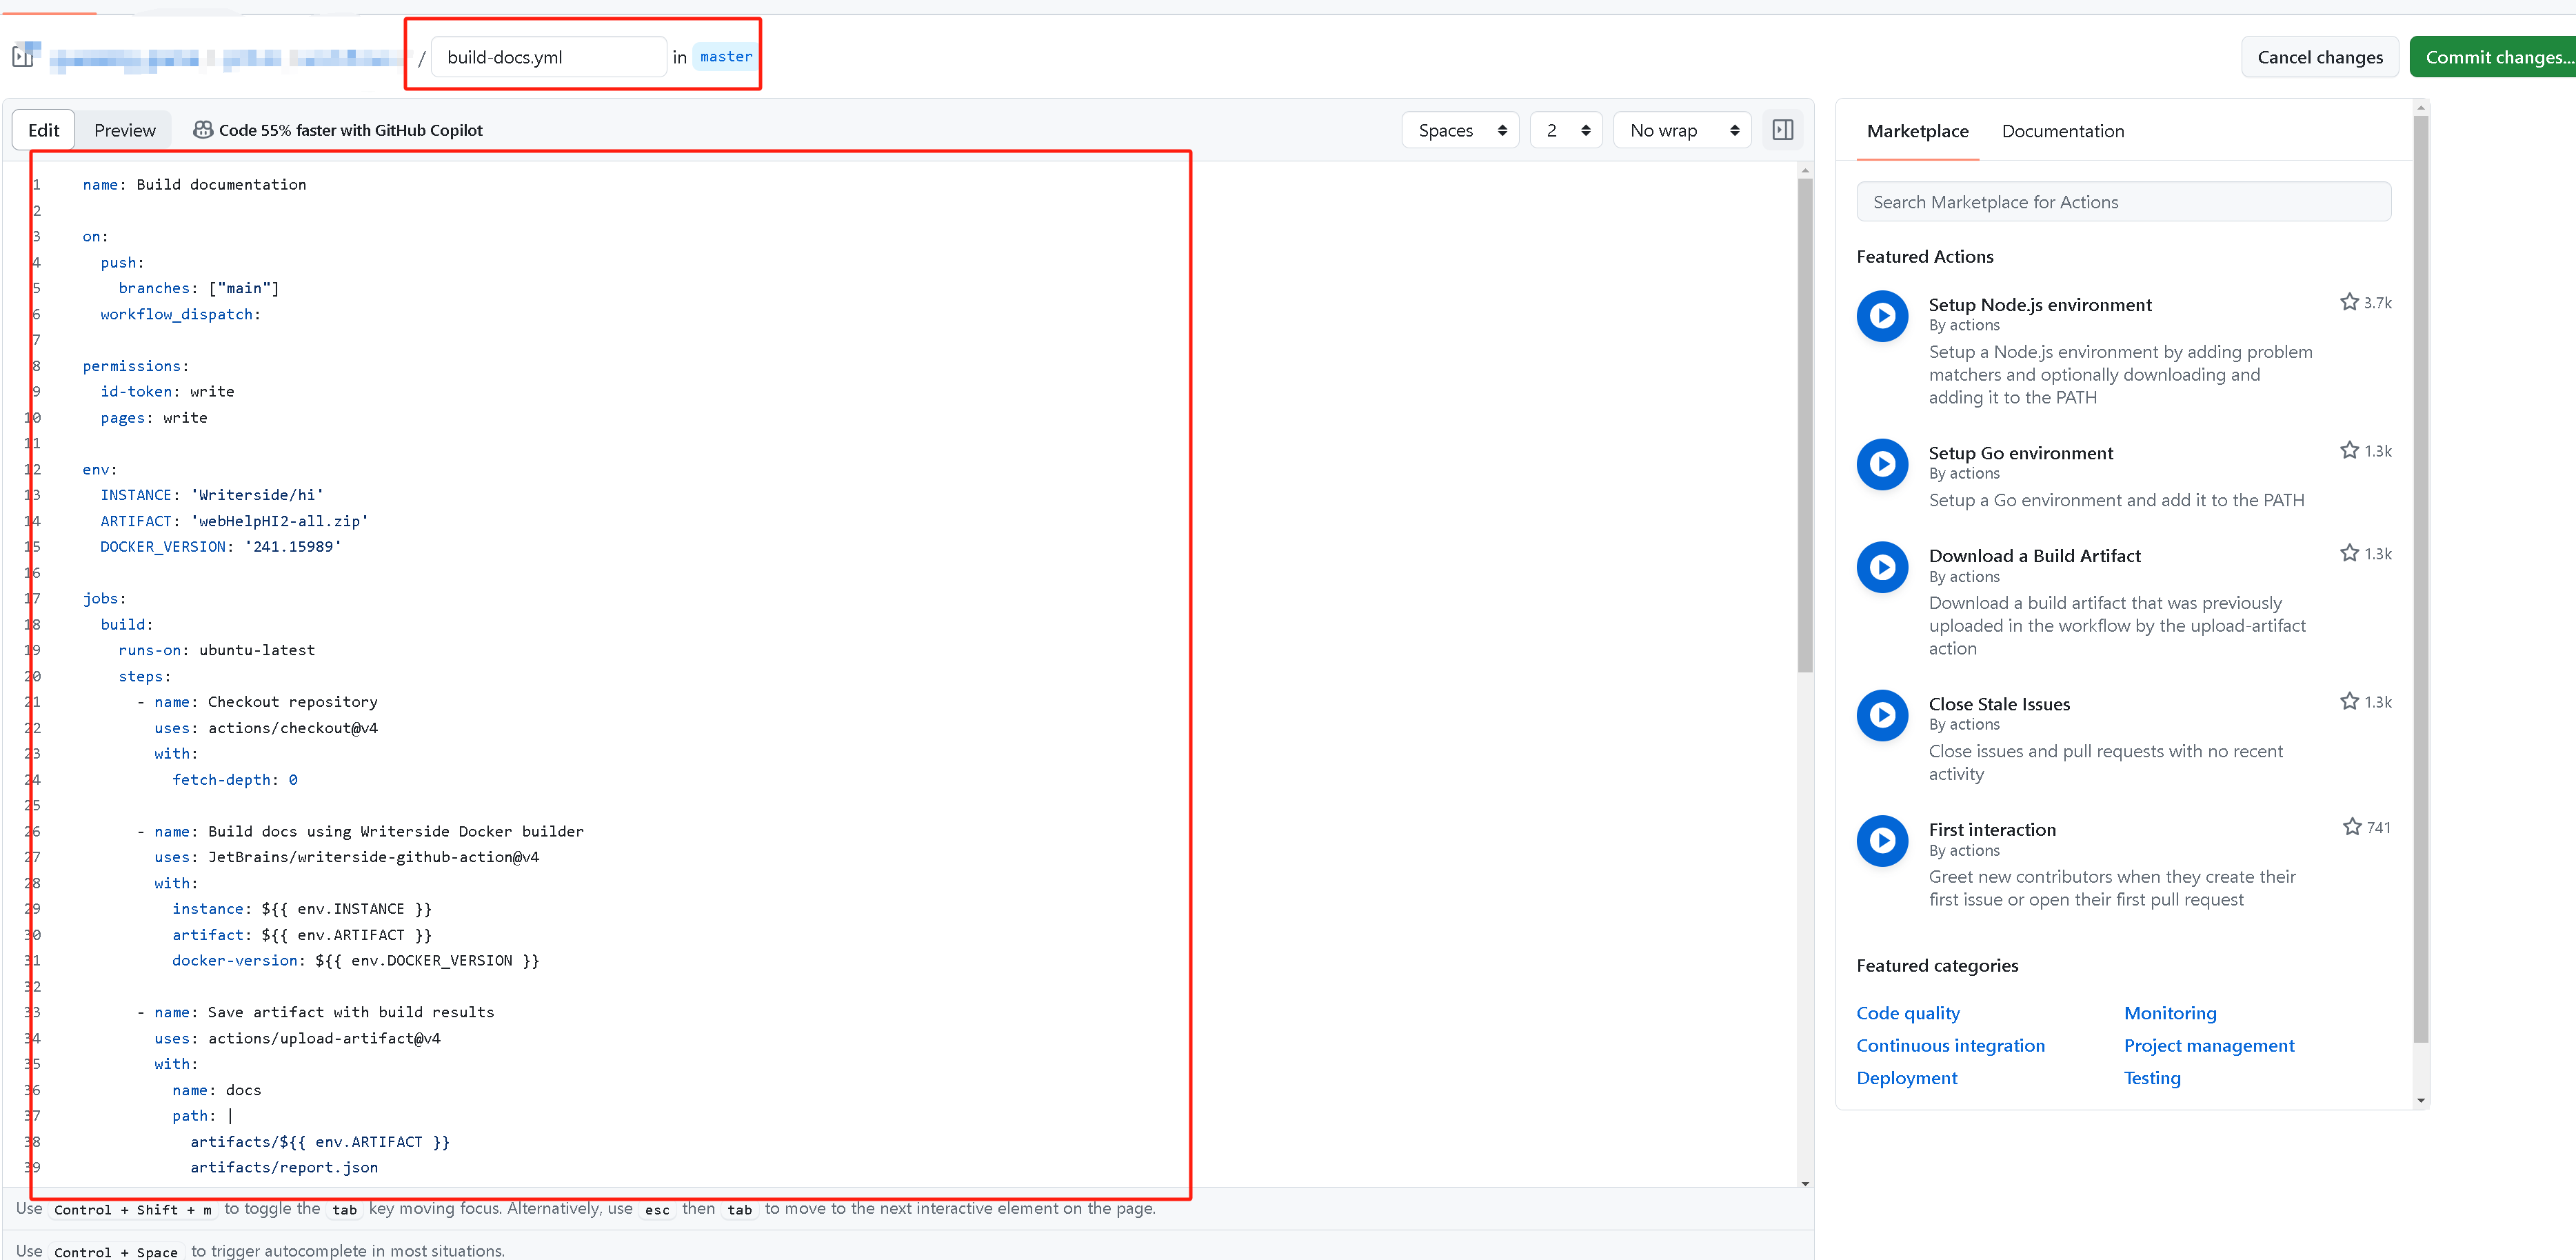 / build-docs.yml in master
Cancel changes
Commit changes...
Edit
Preview
Code 55% faster with GitHub Copilot
Spaces
2
No wrap
1 name: Build documentation
2
3 on:
4 push:
5 branches: ["main"]
6 workflow_dispatch:
7
8 permissions:
9 id-token: write
10 pages: write
11
12 env:
13 INSTANCE: 'Writerside/hi'
14 ARTIFACT: 'webHelpHI2-all.zip'
15 DOCKER_VERSION: '241.15989'
16
17 jobs:
18 build:
19 runs-on: ubuntu-latest
20 steps:
21 - name: Checkout repository
22 uses: actions/checkout@v4
23 with:
24 fetch-depth: 0
25
26 - name: Build docs using Writerside Docker builder
27 uses: JetBrains/writerside-github-action@v4
28 with:
29 instance: ${{ env.INSTANCE }}
30 artifact: ${{ env.ARTIFACT }}
31 docker-version: ${{ env.DOCKER_VERSION }}
32
33 - name: Save artifact with build results
34 uses: actions/upload-artifact@v4
35 with:
36 name: docs
37 path: |
38 artifacts/${{ env.ARTIFACT }}
39 artifacts/report.json
Use Control + Shift + m to toggle the tab key moving focus. Alternatively, use esc then tab to move to the next interactive element on the page.
Use Control + Space to trigger autocomplete in most situations.
Marketplace
Documentation
Search Marketplace for Actions
Featured Actions
Setup Node.js environment
3.7k
By actions
Setup a Node.js environment by adding problem
matchers and optionally downloading and
adding it to the PATH
Setup Go environment
1.3k
By actions
Setup a Go environment and add it to the PATH
Download a Build Artifact
1.3k
By actions
Download a build artifact that was previously
uploaded in the workflow by the upload-artifact
action
Close Stale Issues
1.3k
By actions
Close issues and pull requests with no recent
activity
First interaction
741
By actions
Greet new contributors when they create their
first issue or open their first pull request
Featured categories
Code quality
Monitoring
Continuous integration
Project management
Deployment
Testing